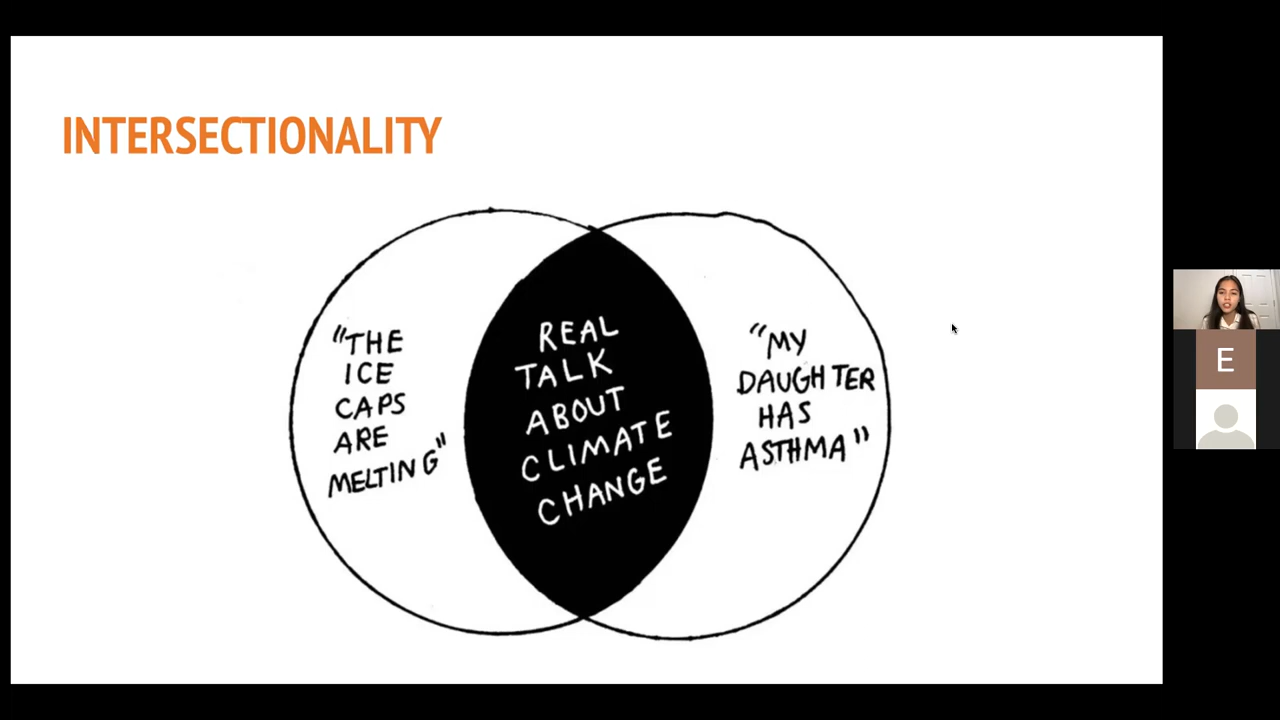 INTERSECTIONALITY
"THE
ICE
CAPS
ARE
MELTING"
REAL
TALK
ABOUT
CLIMATE
CHANGE
"MY
DAUGHTER
HAS
ASTHMA"
E